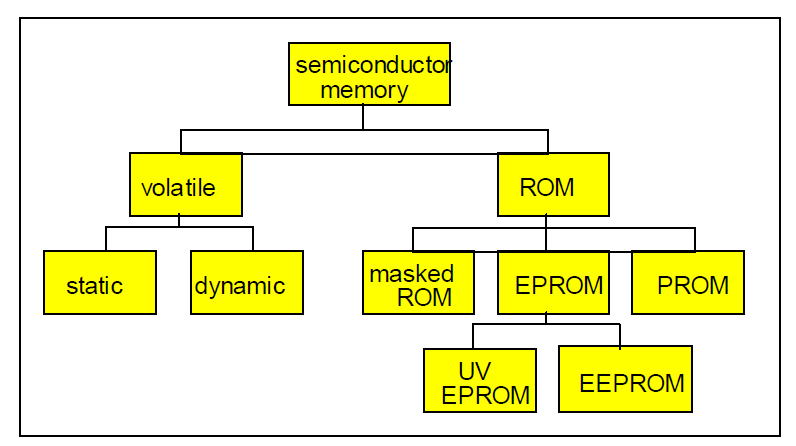 semiconductor
memory
volatile
ROM
static
dynamic
masked
ROM
EPROM
PROM
UV
EPROM
EEPROM